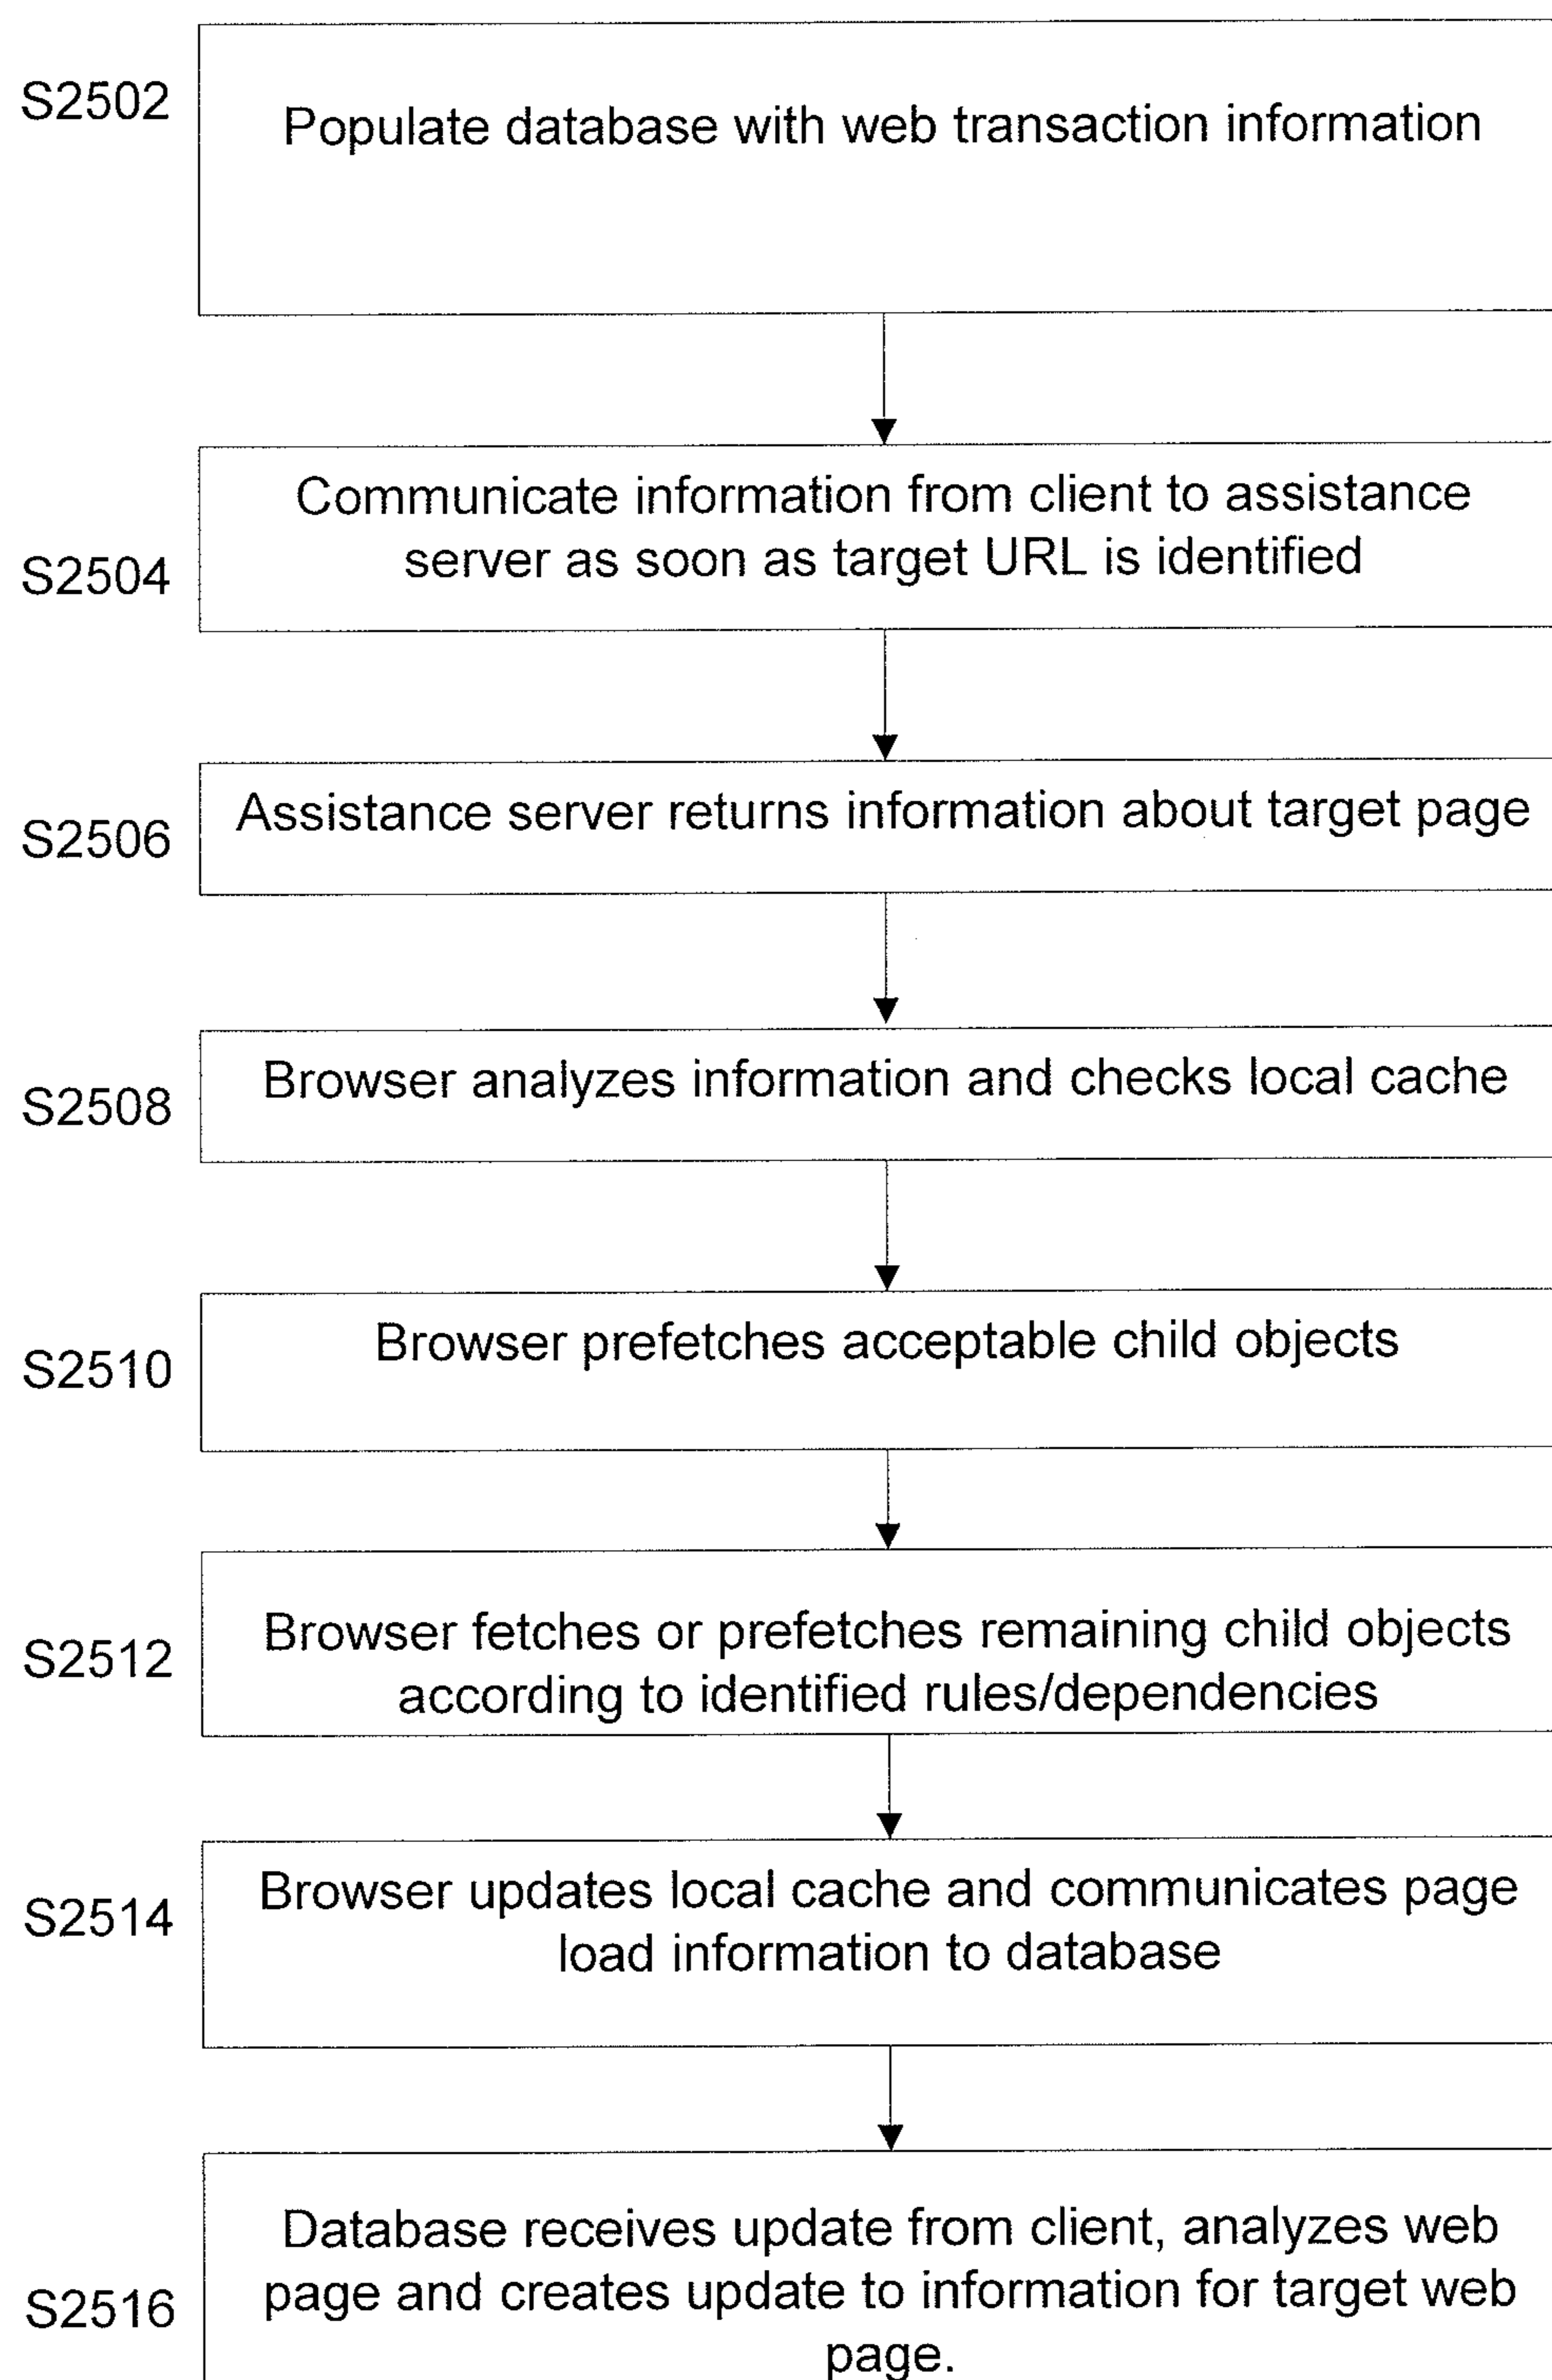 S2502
Populate database with web transaction information
Communicate information from client to assistance
server as soon as target URL is identified
S2504
Assistance server returns information about target page
S2506
Browser analyzes information and checks local cache
S2508
Browser prefetches acceptable child objects
S2510
Browser fetches or prefetches remaining child objects
according to identified rules/dependencies
S2512
Browser updates local cache and communicates page
load information to database
S2514
Database receives update from client, analyzes web
page and creates update to information for target web
page.
S2516